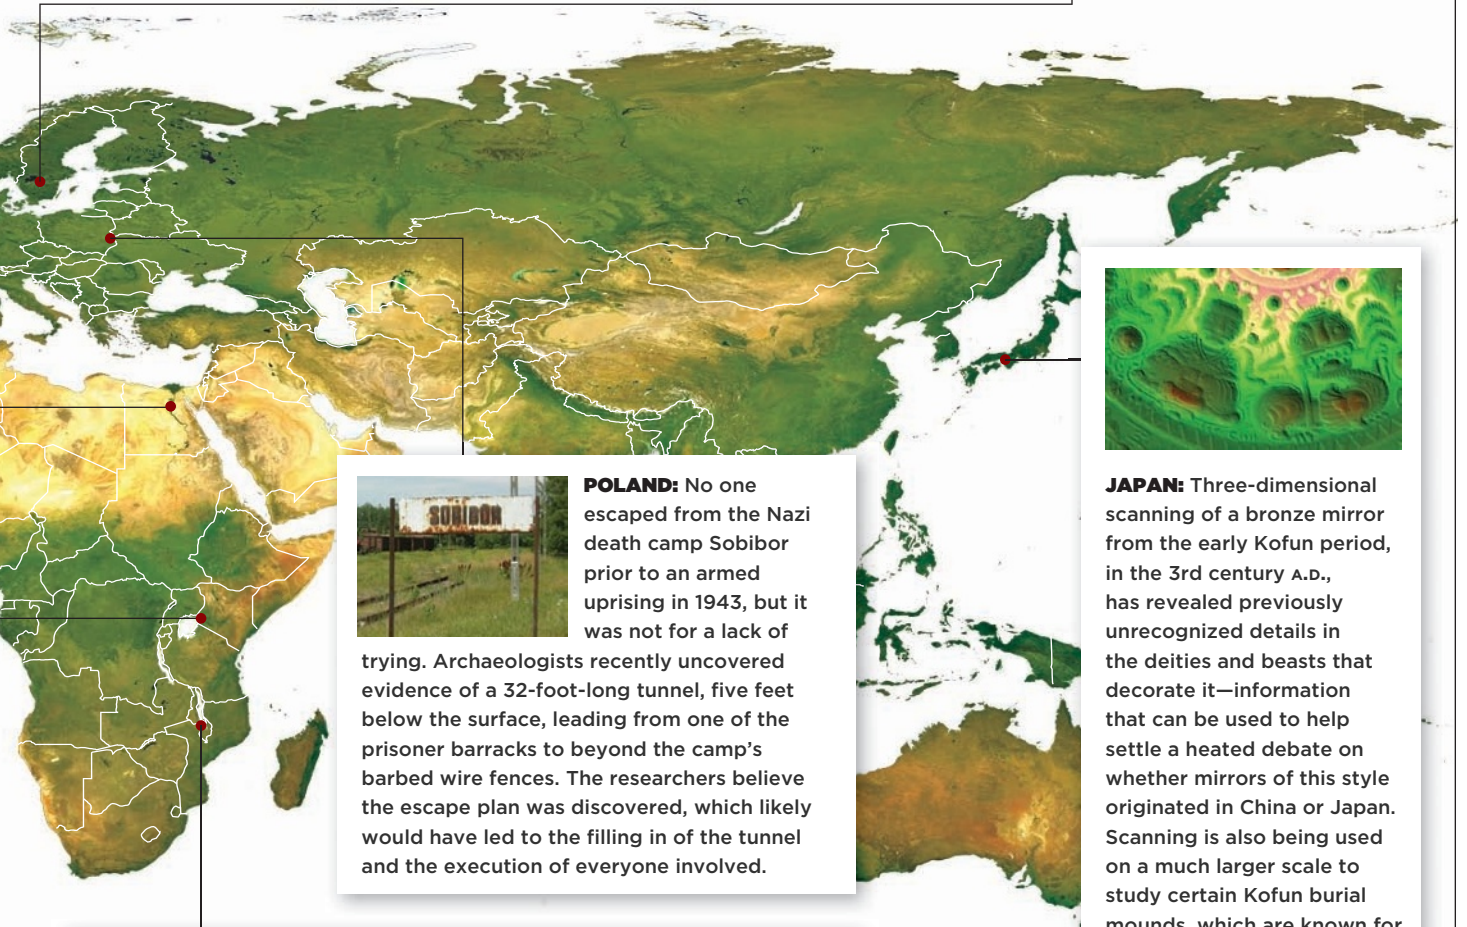 SOBIBOR
POLAND: No one
escaped from the Nazi
death camp Sobibor
prior to an armed
uprising in 1943, but it
was not for a lack of
trying. Archaeologists recently uncovered
evidence of a 32-foot-long tunnel, five feet
below the surface, leading from one of the
prisoner barracks to beyond the camp’s
barbed wire fences. The researchers believe
the escape plan was discovered, which likely
would have led to the filling in of the tunnel
and the execution of everyone involved.
JAPAN: Three-dimensional
scanning of a bronze mirror
from the early Kofun period,
in the 3rd century A.D.,
has revealed previously
unrecognized details in
the deities and beasts that
decorate it—information
that can be used to help
settle a heated debate on
whether mirrors of this style
originated in China or Japan.
Scanning is also being used
on a much larger scale to
study certain Kofun burial
mounds, which are known for